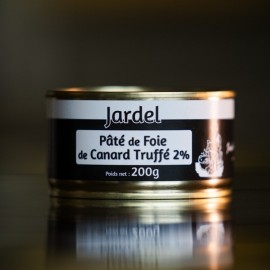 Jardel
Pâté de Foie
de Canard Truffé 2%
Poids net : 200g